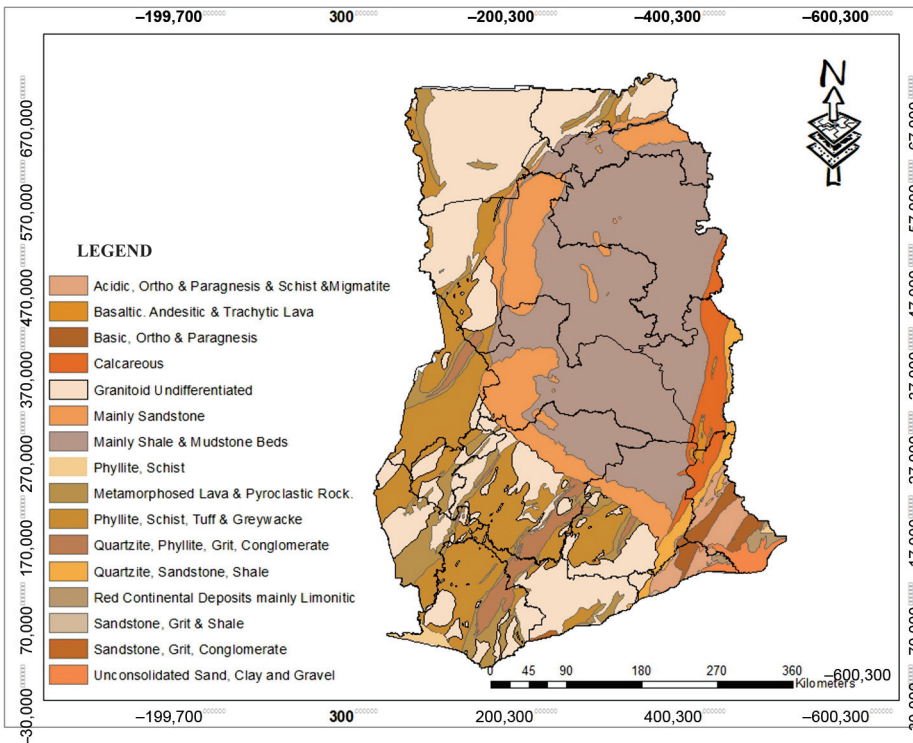 –199,700 300 –200,300 –400,300 –600,300
N
670,000
570,000
470,000
370,000
270,000
170,000
70,000
–30,000
LEGEND
Acidic, Ortho & Paragnesis & Schist &Migmatite
Basaltic. Andesitic & Trachytic Lava
Basic, Ortho & Paragnesis
Calcareous
Granitoid Undifferentiated
Mainly Sandstone
Mainly Shale & Mudstone Beds
Phyllite, Schist
Metamorphosed Lava & Pyroclastic Rock.
Phyllite, Schist, Tuff & Greywacke
Quartzite, Phyllite, Grit, Conglomerate
Quartzite, Sandstone, Shale
Red Continental Deposits mainly Limonitic
Sandstone, Grit & Shale
Sandstone, Grit, Conglomerate
Unconsolidated Sand, Clay and Gravel
0 45 90 180 270 360
Kilometers
–600,300
–199,700 300 200,300 400,300 –600,300